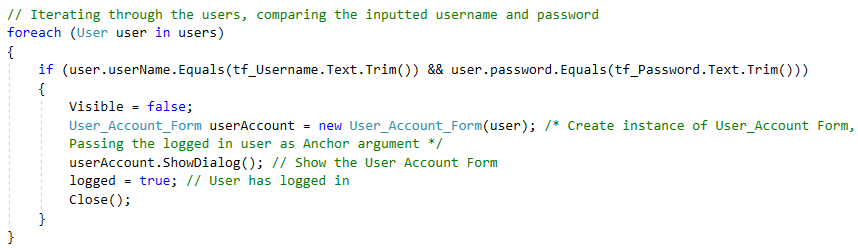 // Iterating through the users, comparing the inputted username and password
foreach (User user in users)
{
if (user.userName.Equals(tf_Username.Text.Trim()) && user.password.Equals(tf_Password.Text.Trim()))
{
Visible = false;
User_Account_Form userAccount = new User_Account_Form(user); /* Create instance of User_Account Form,
Passing the logged in user as Anchor argument */
userAccount.ShowDialog(); // Show the User Account Form
logged = true; // User has logged in
Close();
}
}